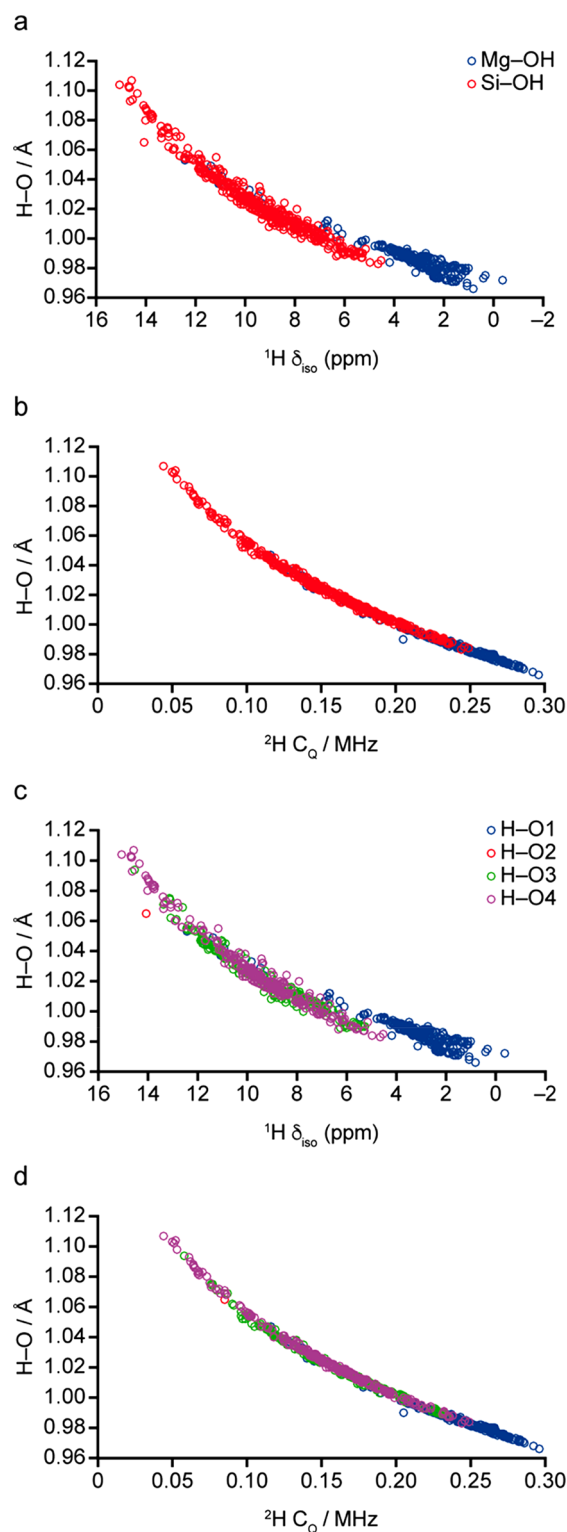 a
1.12
1.10
1.08
1.06
1.04
1.02
1.00
0.98
0.96
H–O / Å
Mg–OH
Si–OH
16 14 12 10 8 6 4 2 0 –2
¹H δiso (ppm)
b
1.12
1.10
1.08
1.06
1.04
1.02
1.00
0.98
0.96
H–O / Å
0 0.05 0.10 0.15 0.20 0.25 0.30
²H CQ / MHz
c
1.12
1.10
1.08
1.06
1.04
1.02
1.00
0.98
0.96
H–O / Å
H–O1
H–O2
H–O3
H–O4
16 14 12 10 8 6 4 2 0 –2
¹H δiso (ppm)
d
1.12
1.10
1.08
1.06
1.04
1.02
1.00
0.98
0.96
H–O / Å
0 0.05 0.10 0.15 0.20 0.25 0.30
²H CQ / MHz